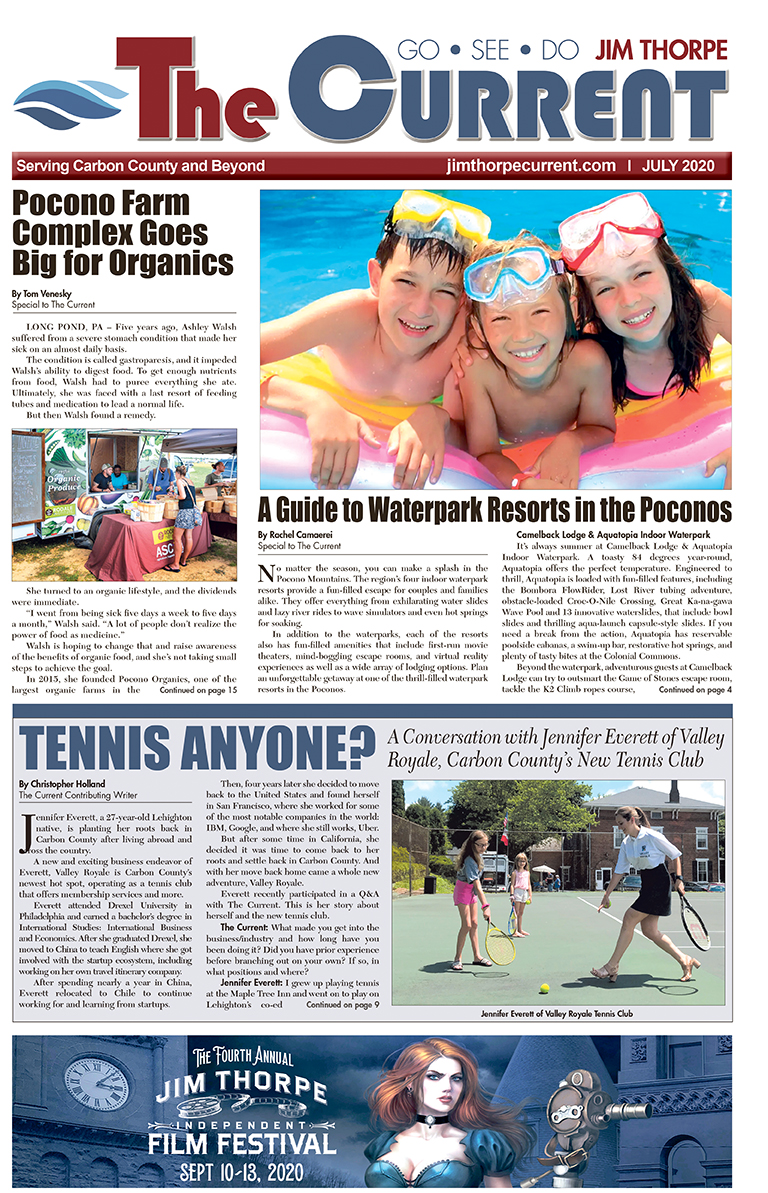 GO • SEE • DO JIM THORPE
The CURRENT
Serving Carbon County and Beyond
jimthorpecurrent.com | JULY 2020
Pocono Farm
Complex Goes
Big for Organics
By Tom Venesky
Special to The Current
LONG POND, PA – Five years ago, Ashley Walsh
suffered from a severe stomach condition that made her
sick on an almost daily basis.
The condition is called gastroparesis, and it impeded
Walsh's ability to digest food. To get enough nutrients
from food, Walsh had to puree everything she ate.
Ultimately, she was faced with a last resort of feeding
tubes and medication to lead a normal life.
But then Walsh found a remedy.
Organic
Produce
ASC
She turned to an organic lifestyle, and the dividends
were immediate.
"I went from being sick five days a week to five days
a month," Walsh said. "A lot of people don't realize the
power of food as medicine."
Walsh is hoping to change that and raise awareness
of the benefits of organic food, and she's not taking small
steps to achieve the goal.
In 2015, she founded Pocono Organics, one of the
largest organic farms in the Continued on page 15
A Guide to Waterpark Resorts in the Poconos
By Rachel Camaerei
Special to The Current
No matter the season, you can make a splash in the
Pocono Mountains. The region's four indoor waterpark
resorts provide a fun-filled escape for couples and families
alike. They offer everything from exhilarating water slides
and lazy river rides to wave simulators and even hot springs
for soaking.
In addition to the waterparks, each of the resorts
also has fun-filled amenities that include first-run movie
theaters, mind-boggling escape rooms, and virtual reality
experiences as well as a wide array of lodging options. Plan
an unforgettable getaway at one of the thrill-filled waterpark
resorts in the Poconos.
Camelback Lodge & Aquatopia Indoor Waterpark
It's always summer at Camelback Lodge & Aquatopia
Indoor Waterpark. A toasty 84 degrees year-round,
Aquatopia offers the perfect temperature. Engineered to
thrill, Aquatopia is loaded with fun-filled features, including
the Bombora FlowRider, Lost River tubing adventure,
obstacle-loaded Croc-O-Nile Crossing, Great Ka-na-gawa
Wave Pool and 13 innovative waterslides, that include bowl
slides and thrilling aqua-launch capsule-style slides. If you
need a break from the action, Aquatopia has reservable
poolside cabanas, a swim-up bar, restorative hot springs, and
plenty of tasty bites at the Colonial Commons.
Beyond the waterpark, adventurous guests at Camelback
Lodge can try to outsmart the Game of Stones escape room,
tackle the K2 Climb ropes course, Continued on page 4
TENNIS ANYONE?
A Conversation with Jennifer Everett of Valley
Royale, Carbon County's New Tennis Club
By Christopher Holland
The Current Contributing Writer
Jennifer Everett, a 27-year-old Lehighton
native, is planting her roots back in
Carbon County after living abroad and
ross the country.
A new and exciting business endeavor of
Everett, Valley Royale is Carbon County's
newest hot spot, operating as a tennis club
that offers membership services and more.
Everett attended Drexel University in
Philadelphia and earned a bachelor's degree in
International Studies: International Business
and Economics. After she graduated Drexel, she
moved to China to teach English where she got
involved with the startup ecosystem, including
working on her own travel itinerary company.
After spending nearly a year in China,
Everett relocated to Chile to continue
working for and learning from startups.
Then, four years later she decided to move
back to the United States and found herself
in San Francisco, where she worked for some
of the most notable companies in the world:
IBM, Google, and where she still works, Uber.
But after some time in California, she
decided it was time to come back to her
roots and settle back in Carbon County. And
with her move back home came a whole new
adventure, Valley Royale.
Everett recently participated in a Q&A
with The Current. This is her story about
herself and the new tennis club.
The Current: What made you get into the
business/industry and how long have you
been doing it? Did you have prior experience
before branching out on your own? If so, in
what positions and where?
Jennifer Everett: I grew up playing tennis
at the Maple Tree Inn and went on to play on
Lehighton's co-ed Continued on page 9
Jennifer Everett of Valley Royale Tennis Club
THE FOURTH ANNUAL
JIM THORPE
INDEPENDENT
FILM FESTIVAL
SEPT 10-13, 2020